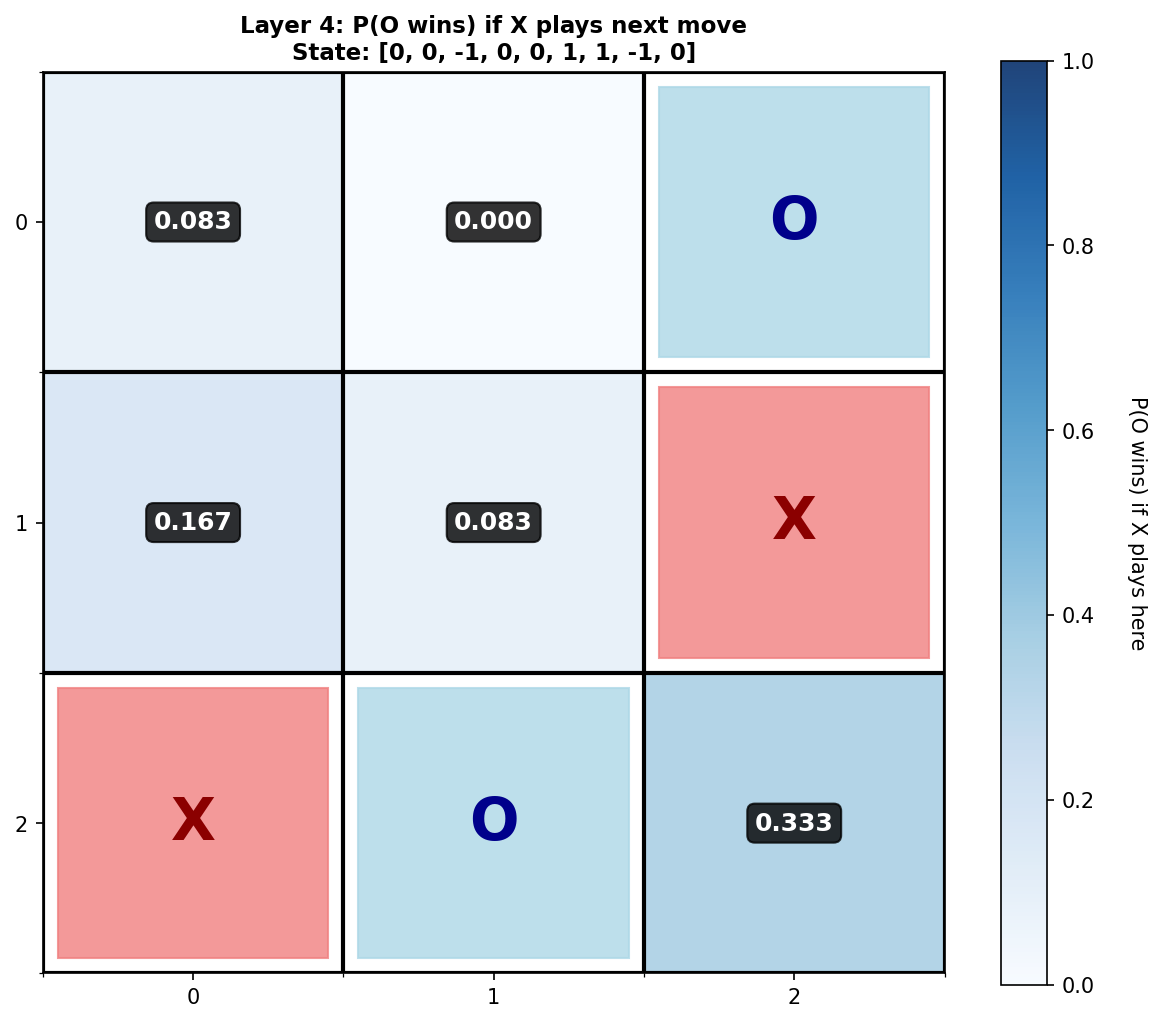 Layer 4: P(O wins) if X plays next move
State: [0, 0, -1, 0, 0, 1, 1, -1, 0]
0
0.083
0.000
O
1
0.167
0.083
X
2
X
O
0.333
0
1
2
1.0
0.8
0.6
0.4
0.2
0.0
P(O wins) if X plays here